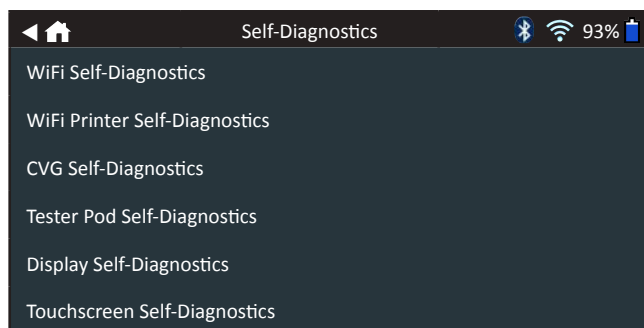 Self-Diagnostics 93%
WiFi Self-Diagnostics
WiFi Printer Self-Diagnostics
CVG Self-Diagnostics
Tester Pod Self-Diagnostics
Display Self-Diagnostics
Touchscreen Self-Diagnostics